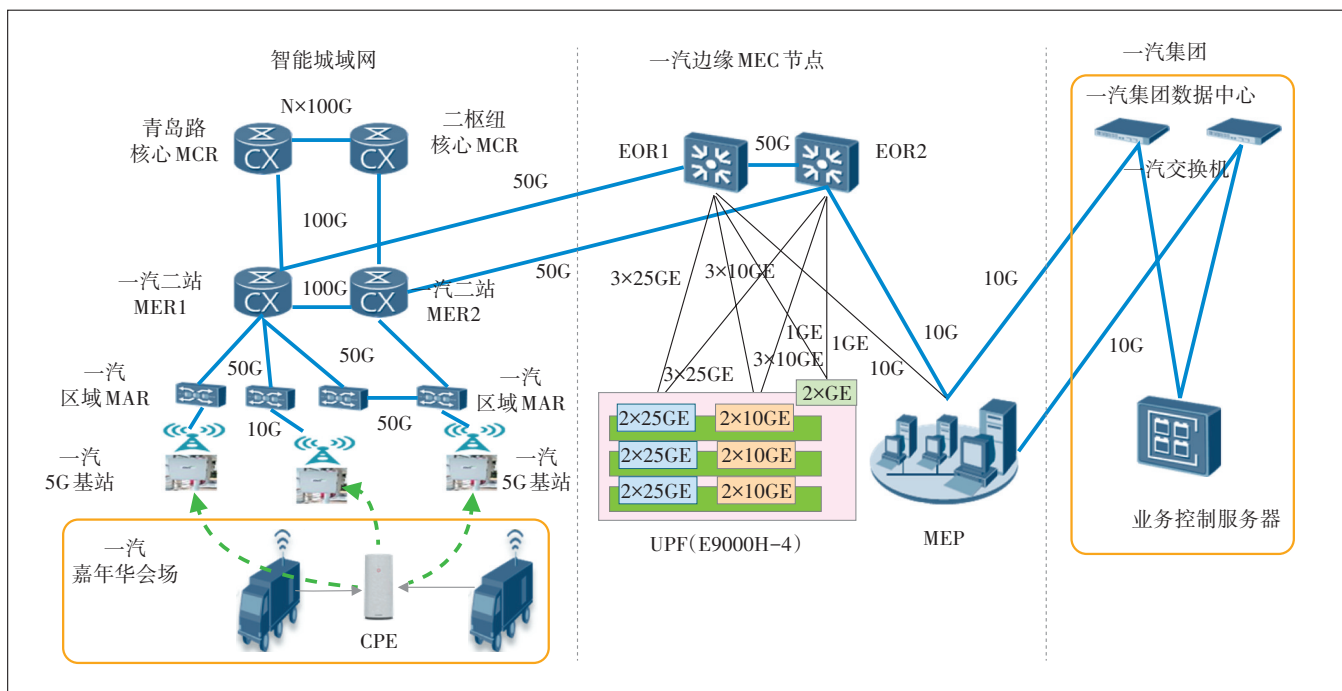 智能城域网
一汽边缘MEC节点
一汽集团
N×100G
青岛路
核心MCR
二枢纽
核心MCR
CX
CX
100G
50G
一汽二站
MER1
100G
一汽二站
MER2
CX
CX
50G
50G
50G
一汽
区域MAR
一汽
区域MAR
10G
50G
一汽
5G基站
一汽
5G基站
一汽
嘉年华会场
CPE
EOR1
50G
EOR2
3×25GE
3×10GE
1GE
1GE
10G
3×10GE
3×25GE
10G
2×GE
2×25GE
2×10GE
2×25GE
2×10GE
2×25GE
2×10GE
UPF(E9000H-4)
MEP
10G
10G
一汽集团数据中心
一汽交换机
业务控制服务器